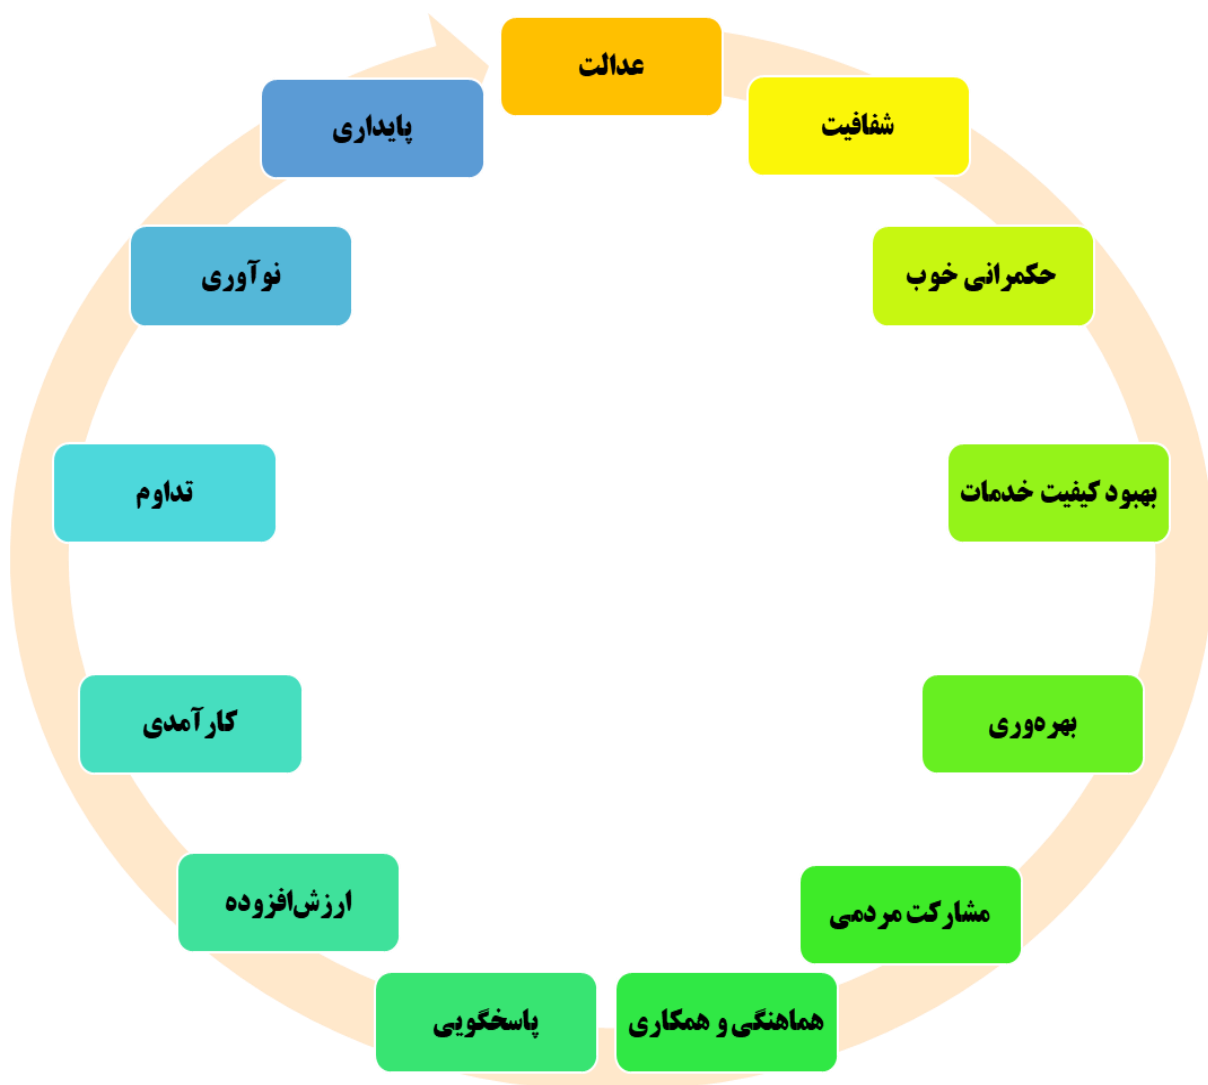 عدالت
شفافیت
حکمرانی خوب
بهبود کیفیت خدمات
بهره‌وری
مشارکت مردمی
هماهنگی و همکاری
پاسخگویی
ارزش‌افزوده
کارآمدی
تداوم
نوآوری
پایداری